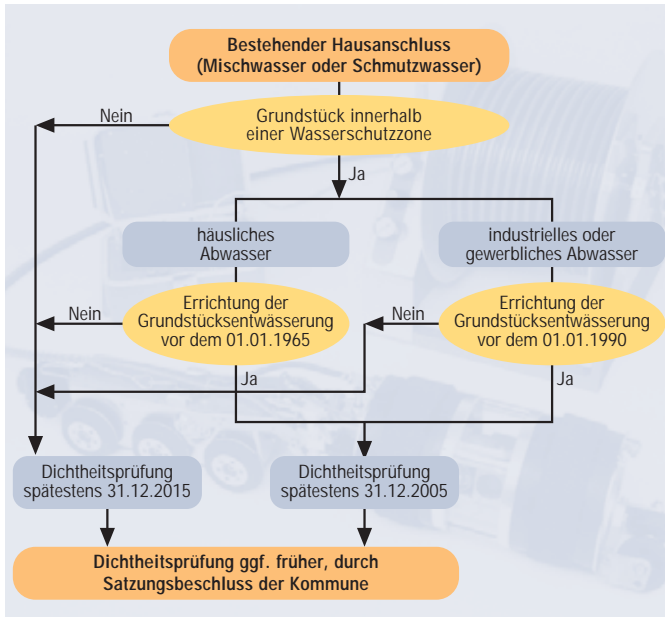 Bestehender Hausanschluss
(Mischwasser oder Schmutzwasser)
Nein
Grundstück innerhalb
einer Wasserschutzzone
Ja
häusliches
Abwasser
industrielles oder
gewerbliches Abwasser
Nein
Errichtung der
Grundstücksentwässerung
vor dem 01.01.1965
Nein
Errichtung der
Grundstücksentwässerung
vor dem 01.01.1990
Ja
Ja
Dichtheitsprüfung
spätestens 31.12.2015
Dichtheitsprüfung
spätestens 31.12.2005
Dichtheitsprüfung ggf. früher, durch
Satzungsbeschluss der Kommune